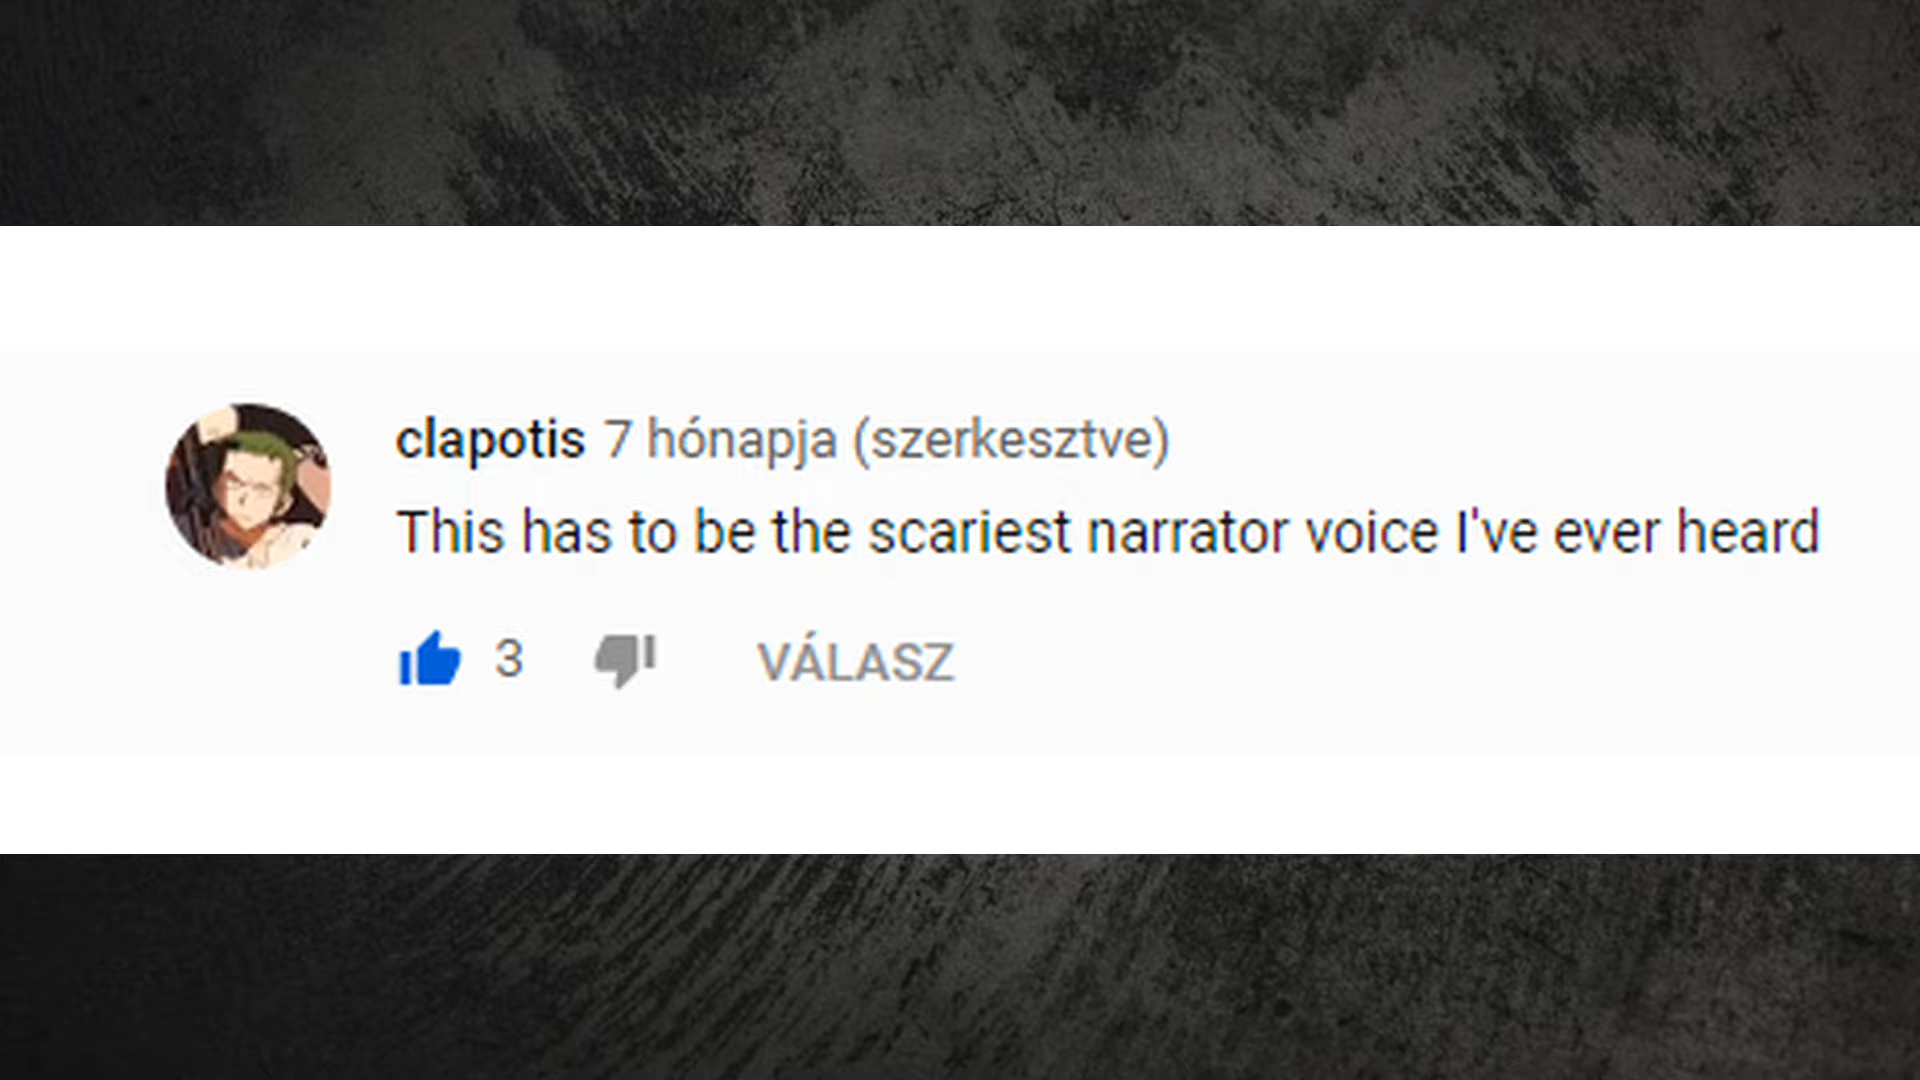 clapotis 7 hónapja (szerkesztve)
This has to be the scariest narrator voice I've ever heard
3 VÁLASZ